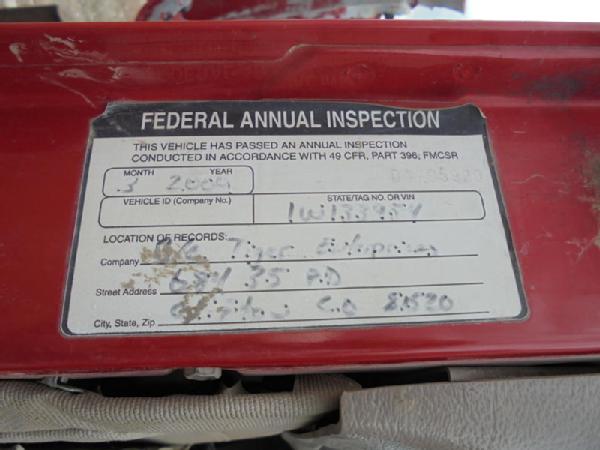 FEDERAL ANNUAL INSPECTION
THIS VEHICLE HAS PASSED AN ANNUAL INSPECTION
CONDUCTED IN ACCORDANCE WITH 49 CFR, PART 396, FMCSR
MONTH YEAR
3
VEHICLE ID (Company No.) STATE/TAG NO. OR VIN
LOCATION OF RECORDS:
Company Tiger Enterprises
Street Address 35 RD
City, State, Zip CO 81520